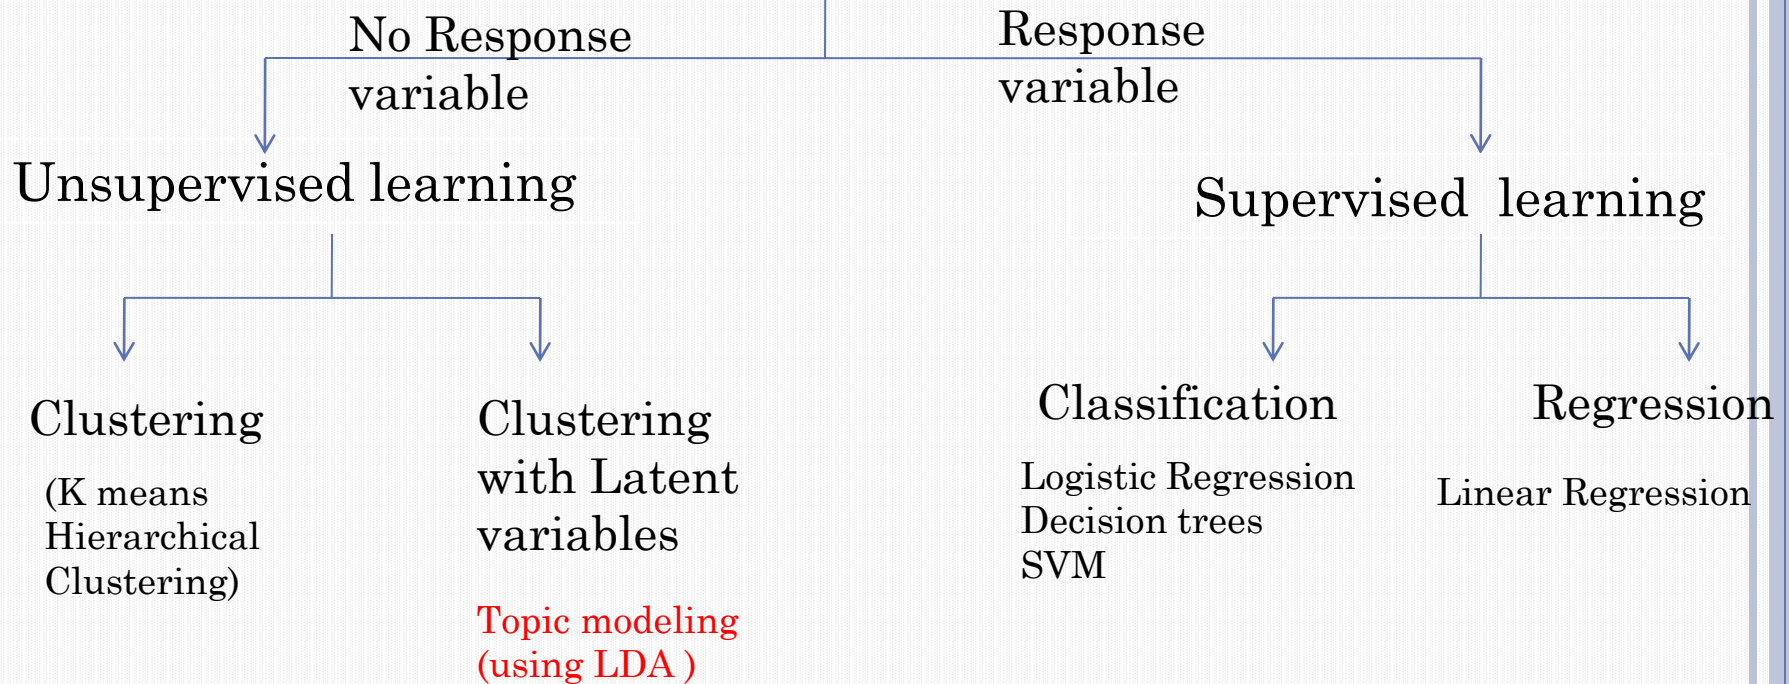 No Response
variable
Response
variable
Unsupervised learning
Supervised learning
Clustering
(K means
Hierarchical
Clustering)
Clustering
with Latent
variables
Topic modeling
(using LDA )
Classification
Logistic Regression
Decision trees
SVM
Regression
Linear Regression